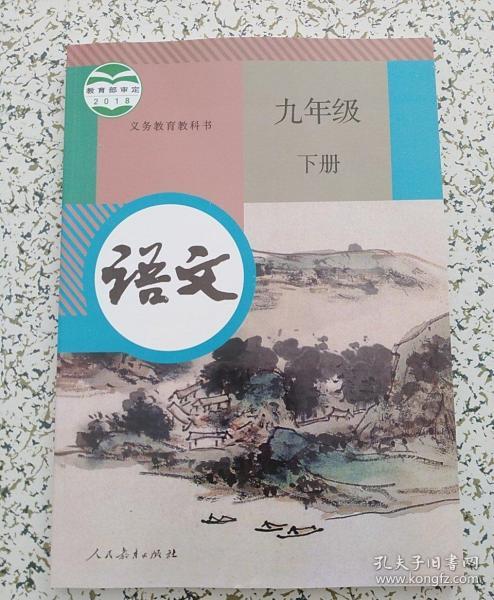 教育部审定
2018
义务教育教科书
九年级
下册
语文
人民教育出版社
孔夫子旧书网
www.kongfz.com